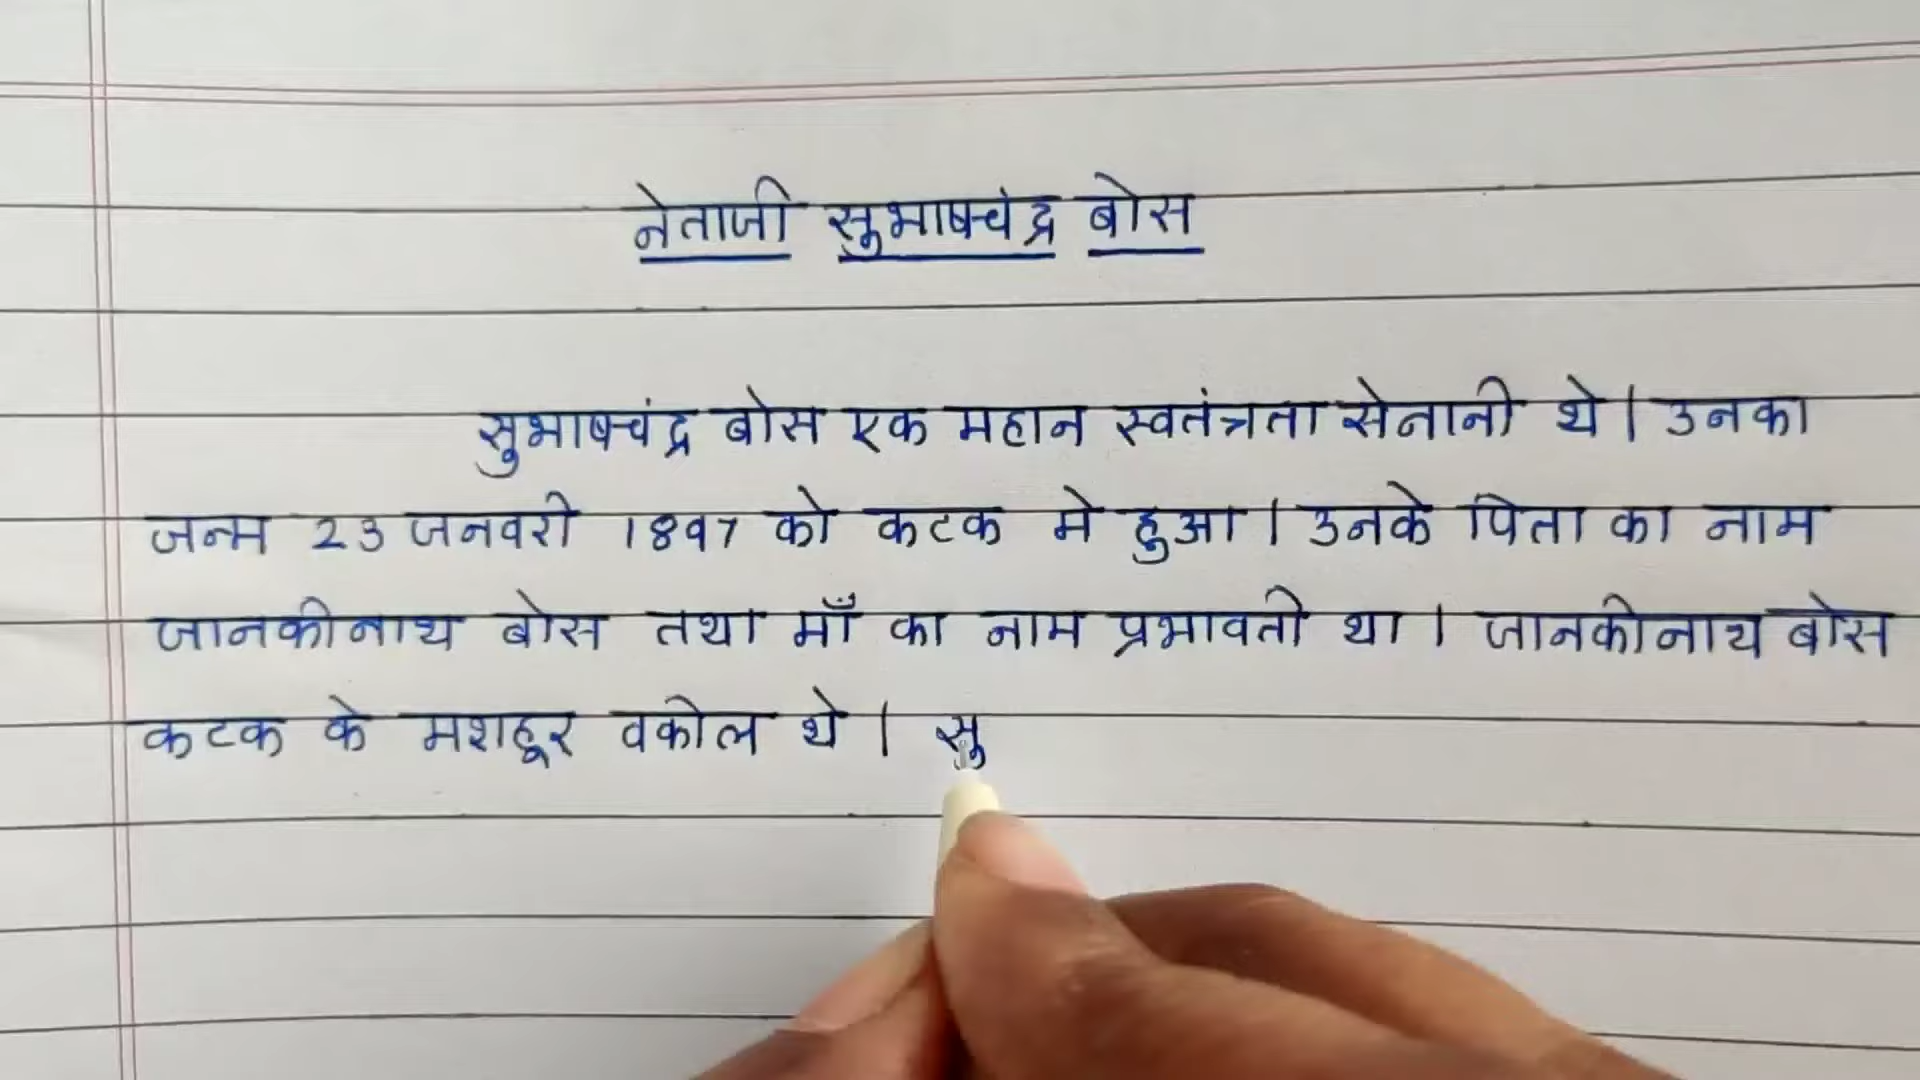 नेताजी सुभाषचंद्र बोस
सुभाषचंद्र बोस एक महान स्वतंत्रता सेनानी थे। उनका
जन्म 23 जनवरी 1897 को कटक मे हुआ। उनके पिता का नाम
जानकीनाथ बोस तथा माँ का नाम प्रभावती था। जानकीनाथ बोस
कटक के मशहूर वकील थे। सु